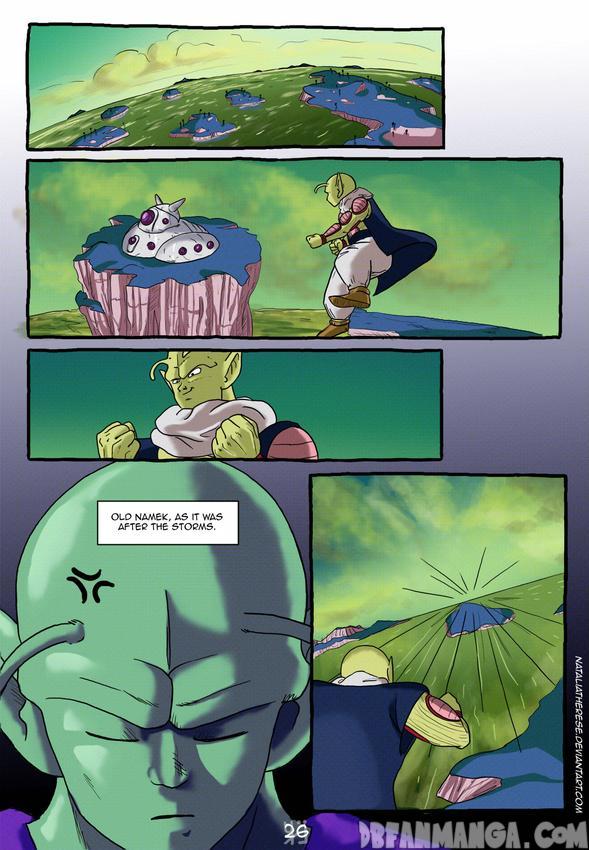 OLD NAMEK, AS IT WAS
AFTER THE STORMS.
NATALIATHERESE.DEVIANTART.COM
26
DBFANMANGA.COM